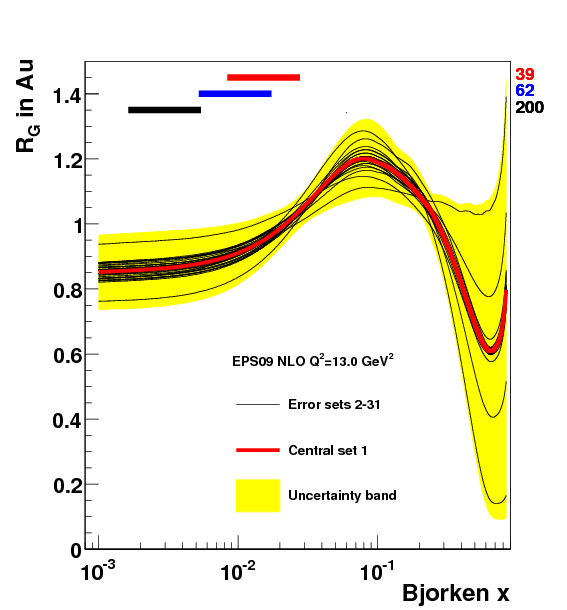 R_G in Au
39
62
200
1.4
1.2
1
0.8
0.6
0.4
0.2
0
EPS09 NLO Q²=13.0 GeV²
Error sets 2-31
Central set 1
Uncertainty band
10⁻³ 10⁻² 10⁻¹
Bjorken x